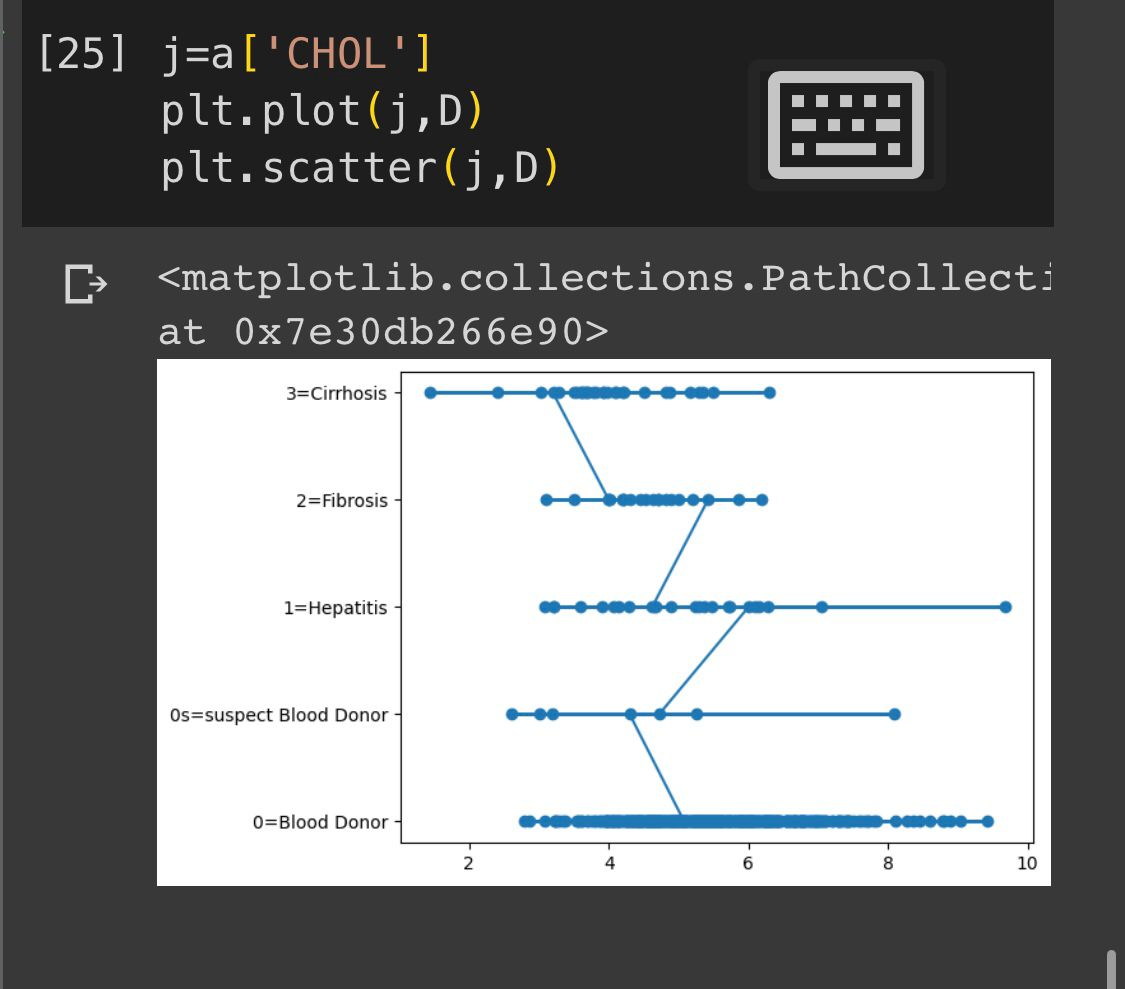 [25] j=a['CHOL']
plt.plot(j,D)
plt.scatter(j,D)
<matplotlib.collections.PathCollecti
at 0x7e30db266e90>
3=Cirrhosis
2=Fibrosis
1=Hepatitis
0s=suspect Blood Donor
0=Blood Donor
2 4 6 8 10